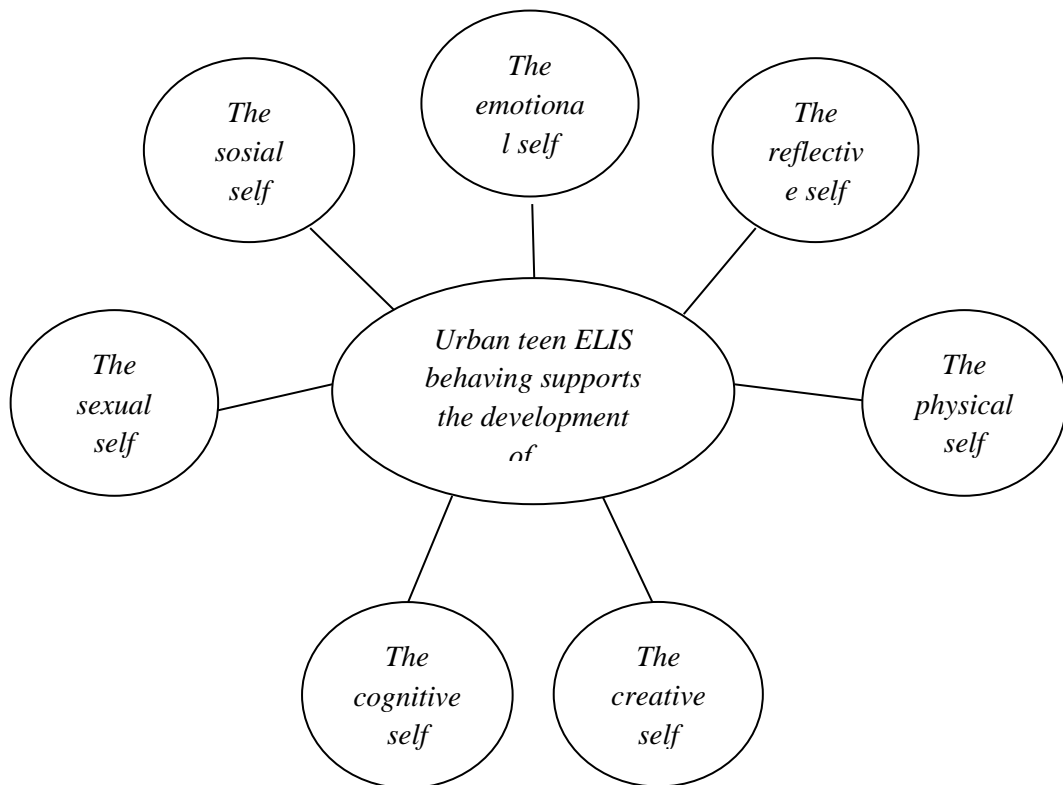 The
emotiona
l self
The
sosial
self
The
reflectiv
e self
Urban teen ELIS
behaving supports
the development
of
The
sexual
self
The
physical
self
The
cognitive
self
The
creative
self